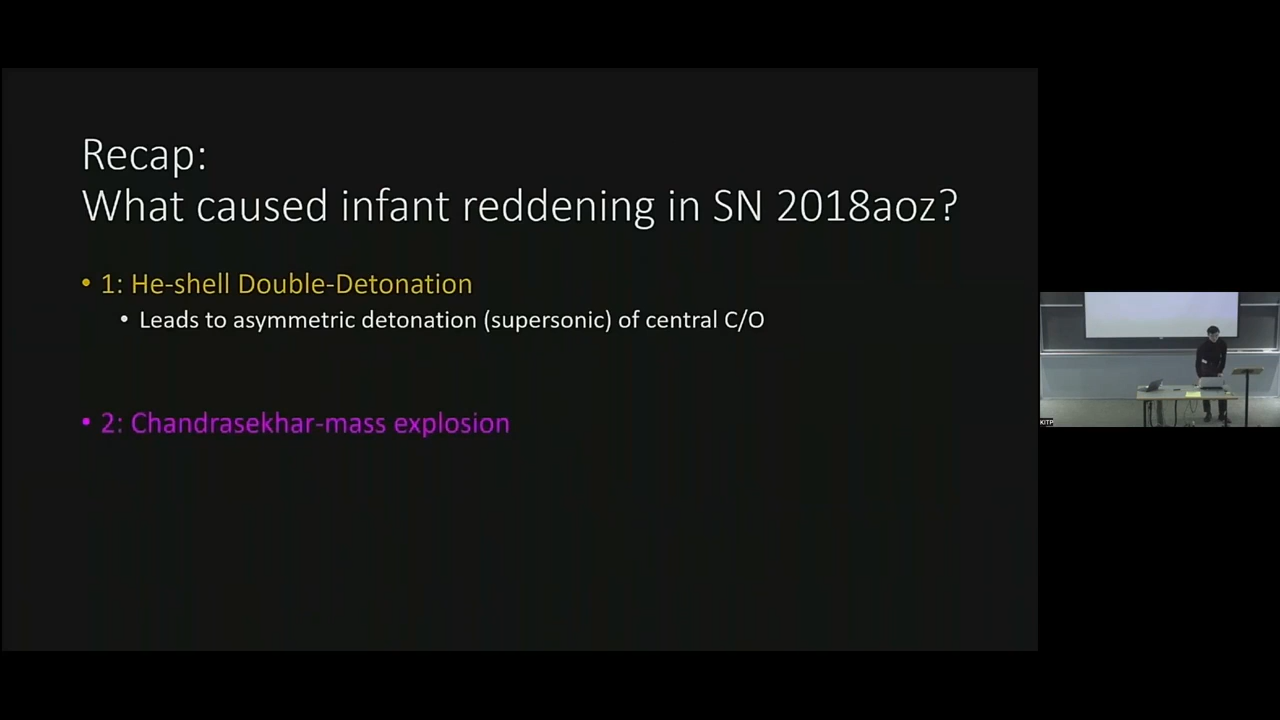 Recap:
What caused infant reddening in SN 2018aoz?
• 1: He-shell Double-Detonation
• Leads to asymmetric detonation (supersonic) of central C/O
• 2: Chandrasekhar-mass explosion
KITP